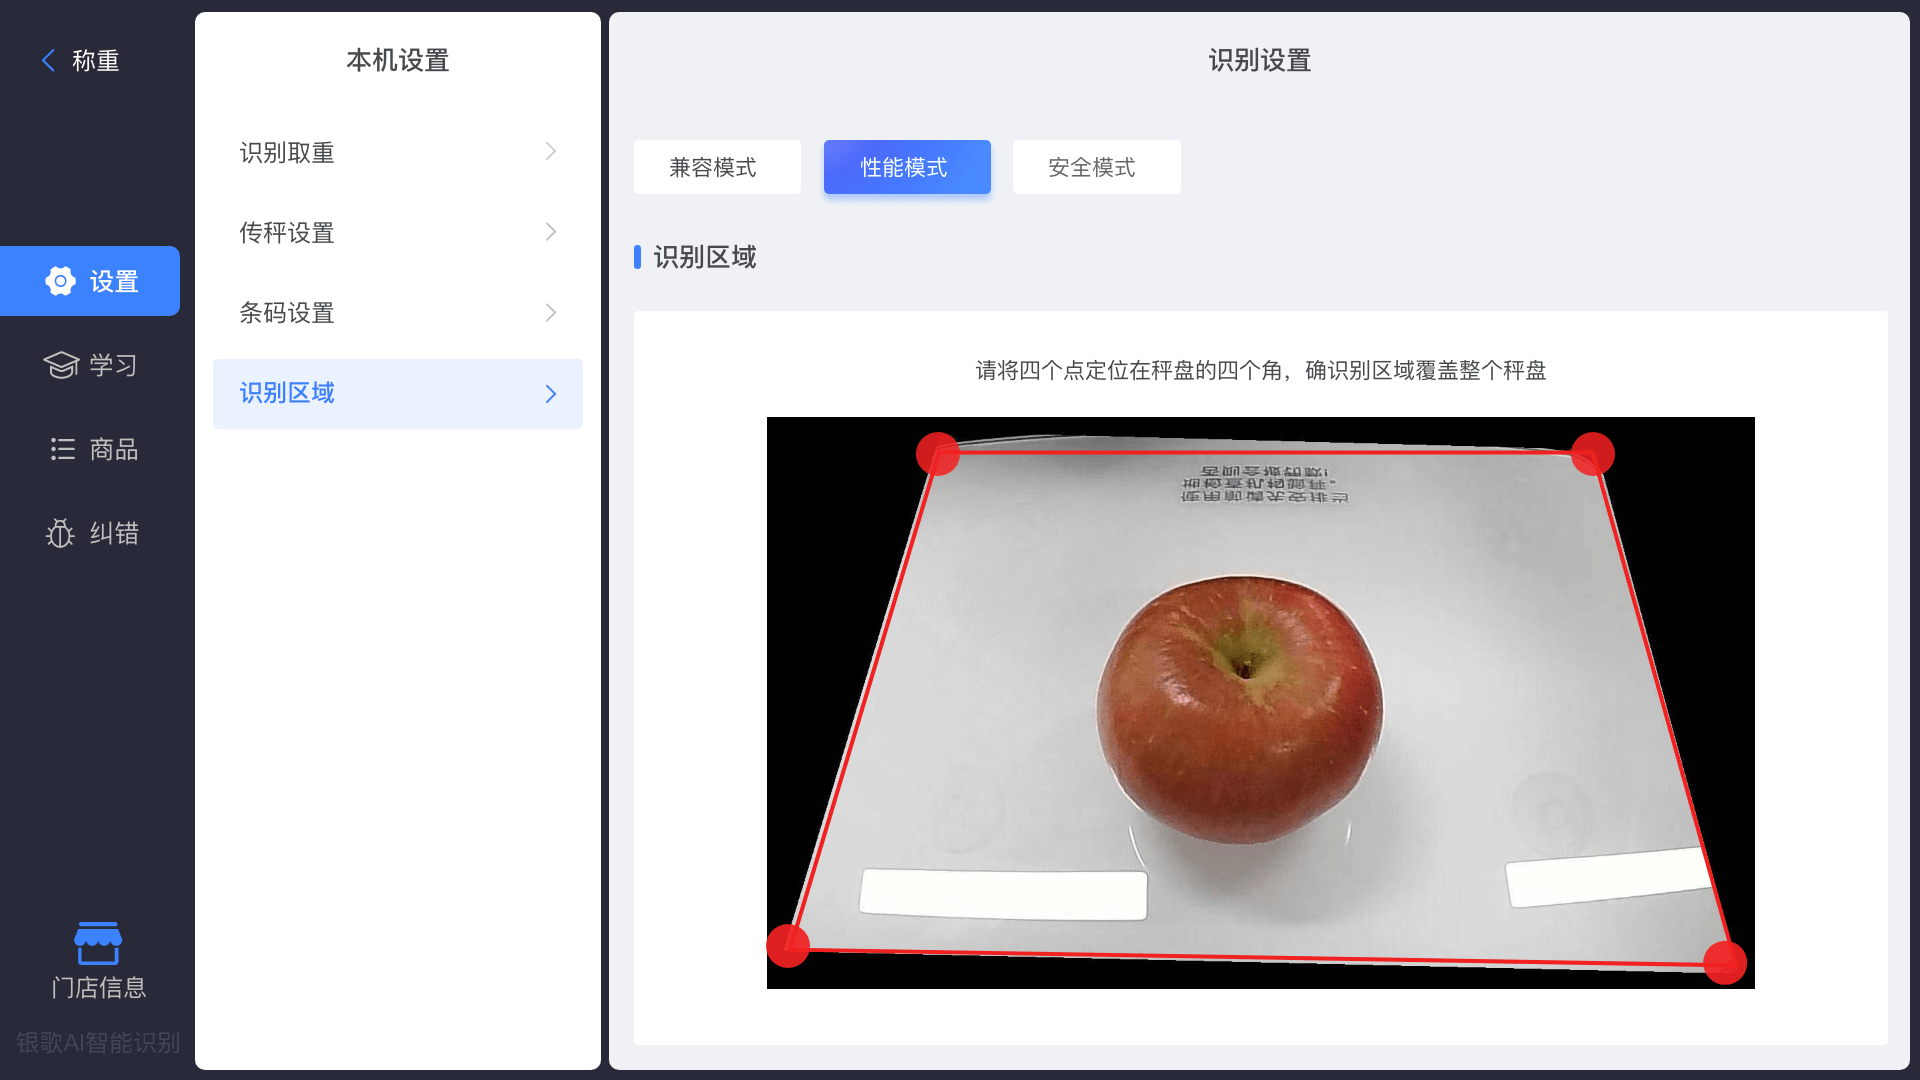 称重
设置
学习
商品
纠错
门店信息
银歌AI智能识别
本机设置
识别取重
传秤设置
条码设置
识别区域
识别设置
兼容模式
性能模式
安全模式
识别区域
请将四个点定位在秤盘的四个角，确识别区域覆盖整个秤盘